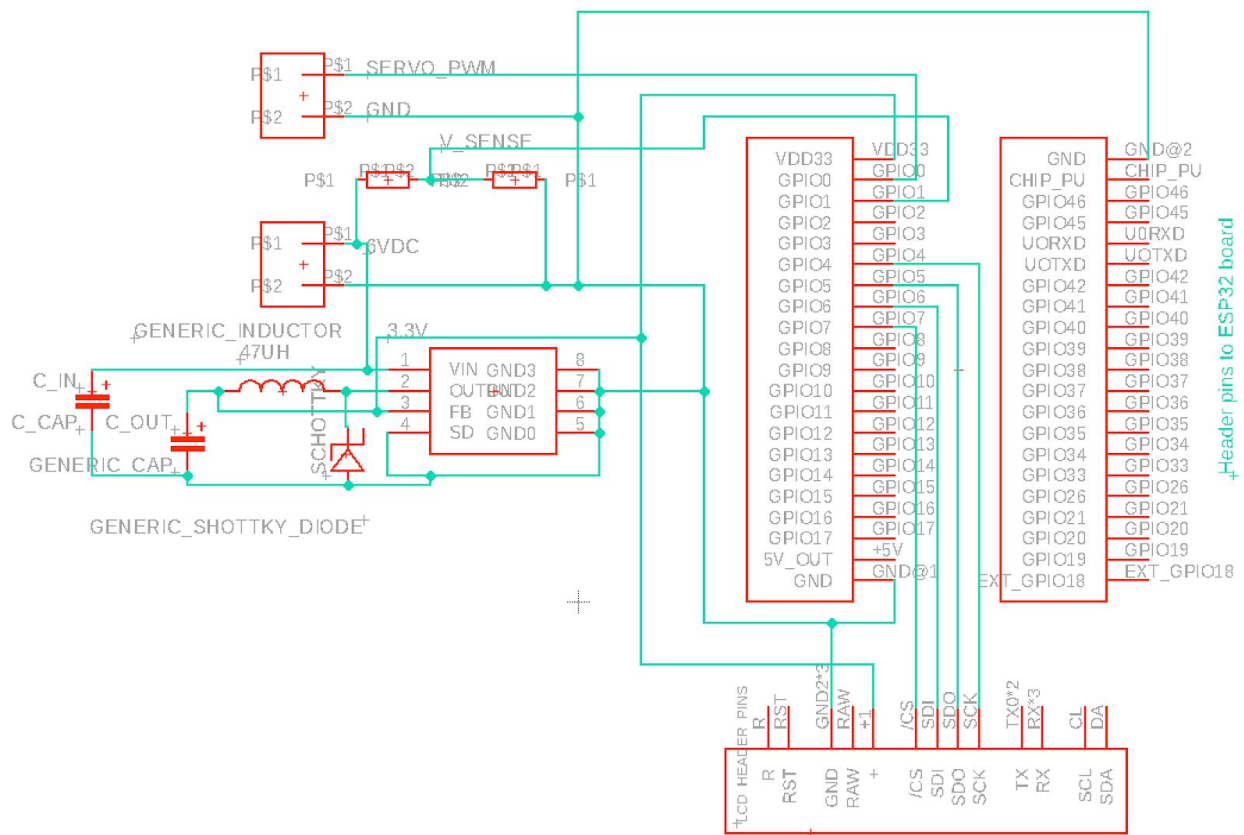 P$1
P$1
SERVO_PWM
P$2
P$2
GND
V_SENSE
P$1
P$1
P$2
P$1
P$1
P$1
6VDC
P$2
P$2
GENERIC_INDUCTOR
47UH
3.3V
C_IN
C_CAP
C_OUT
GENERIC_CAP
SCHOTTKY
GENERIC_SHOTTKY_DIODE
1 VIN GND3 8
2 OUTPUT GND2 7
3 FB GND1 6
4 SD GND0 5
VDD33 VDD33
GPIO0 GPIO0
GPIO1 GPIO1
GPIO2 GPIO2
GPIO3 GPIO3
GPIO4 GPIO4
GPIO5 GPIO5
GPIO6 GPIO6
GPIO7 GPIO7
GPIO8 GPIO8
GPIO9 GPIO9
GPIO10 GPIO10
GPIO11 GPIO11
GPIO12 GPIO12
GPIO13 GPIO13
GPIO14 GPIO14
GPIO15 GPIO15
GPIO16 GPIO16
GPIO17 GPIO17
5V_OUT +5V
GND GND@1
GND GND@2
CHIP_PU CHIP_PU
GPIO46 GPIO46
GPIO45 GPIO45
UORXD U0RXD
UOTXD UOTXD
GPIO42 GPIO42
GPIO41 GPIO41
GPIO40 GPIO40
GPIO39 GPIO39
GPIO38 GPIO38
GPIO37 GPIO37
GPIO36 GPIO36
GPIO35 GPIO35
GPIO34 GPIO34
GPIO33 GPIO33
GPIO26 GPIO26
GPIO21 GPIO21
GPIO20 GPIO20
GPIO19 GPIO19
EXT_GPIO18 EXT_GPIO18
Header pins to ESP32 board
LCD HEADER PINS
R
RST
GND2*3
RAW
+1
/CS
SDI
SDO
SCK
TX0*2
RX*3
CL
DA
R
RST
GND
RAW
+
/CS
SDI
SDO
SCK
TX
RX
SCL
SDA